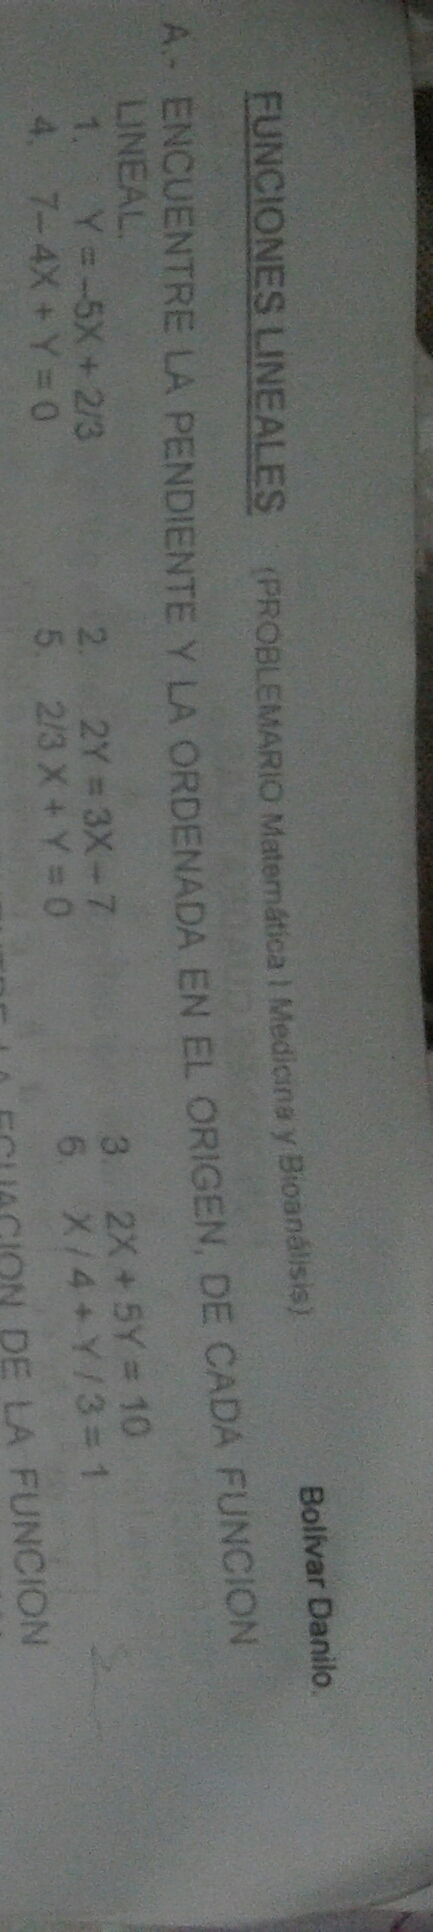 Bolívar Danilo.
FUNCIONES LINEALES (PROBLEMARIO Matemática I Medicina y Bioanálisis)
A.- ENCUENTRE LA PENDIENTE Y LA ORDENADA EN EL ORIGEN, DE CADA FUNCION
LINEAL.
1. Y = -5X + 2/3 2. 2Y = 3X - 7 3. 2X + 5Y = 10
4. 7 - 4X + Y = 0 5. 2/3 X + Y = 0 6. X / 4 + Y / 3 = 1
LA ECUACION DE LA FUNCION